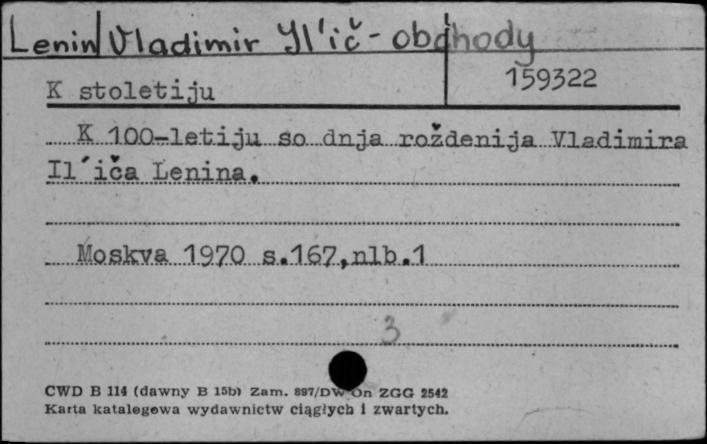 Lenin Vladimir Il'ič - obchody
K stoletiju
159322
K 100-letiju so dnja roždenija Vladimira
Il´iča Lenina.
Moskva 1970 s.167,nlb.1
3
CWD B 114 (dawny B 15b) Zam. 897/DW On ZGG 2542
Karta katalogowa wydawnictw ciągłych i zwartych.